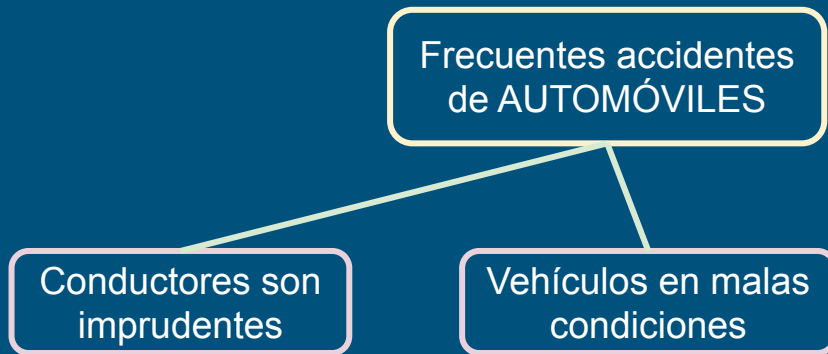 Frecuentes accidentes
de AUTOMÓVILES
Conductores son
imprudentes
Vehículos en malas
condiciones